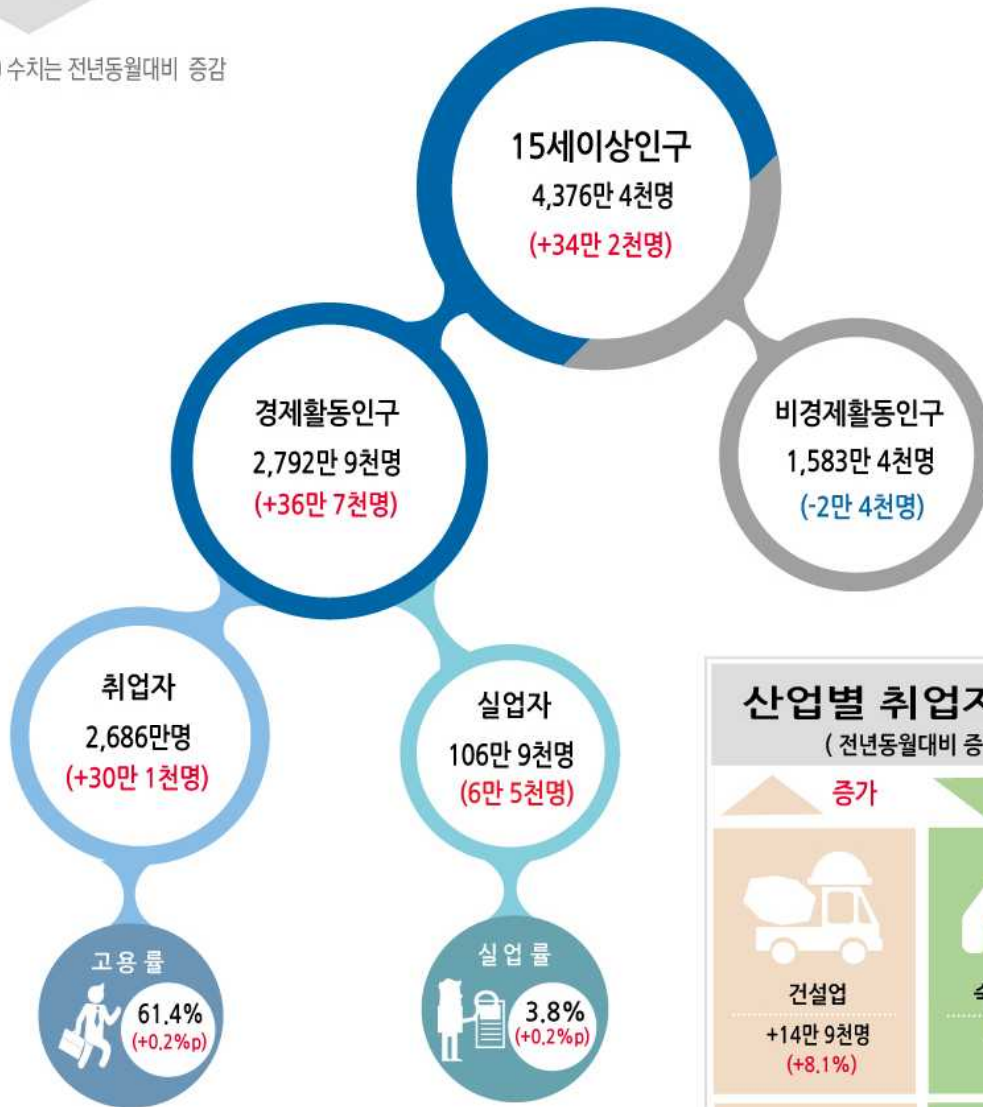 수치는 전년동월대비 증감
15세이상인구
4,376만 4천명
(+34만 2천명)
경제활동인구
2,792만 9천명
(+36만 7천명)
비경제활동인구
1,583만 4천명
(-2만 4천명)
취업자
2,686만명
(+30만 1천명)
실업자
106만 9천명
(6만 5천명)
고용률
61.4%
(+0.2%p)
실업률
3.8%
(+0.2%p)
산업별 취업자
( 전년동월대비 증
증가
건설업
+14만 9천명
(+8.1%)